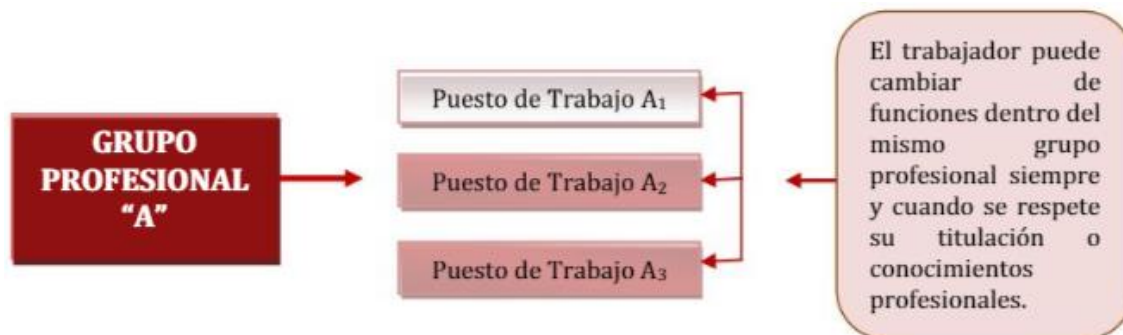 GRUPO
PROFESIONAL
“A”
Puesto de Trabajo A₁
Puesto de Trabajo A₂
Puesto de Trabajo A₃
El trabajador puede
cambiar de
funciones dentro del
mismo grupo
profesional siempre
y cuando se respete
su titulación o
conocimientos
profesionales.